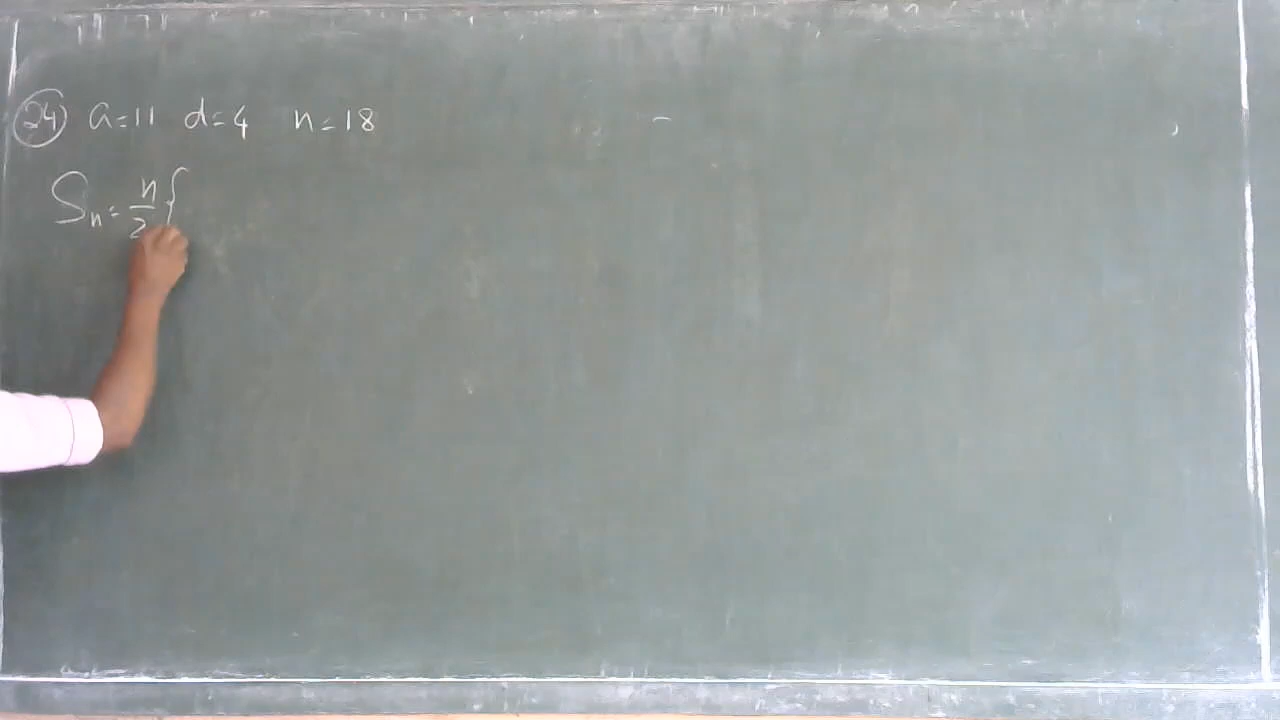 24 a=11 d=4 n=18
Sn = n/2 {